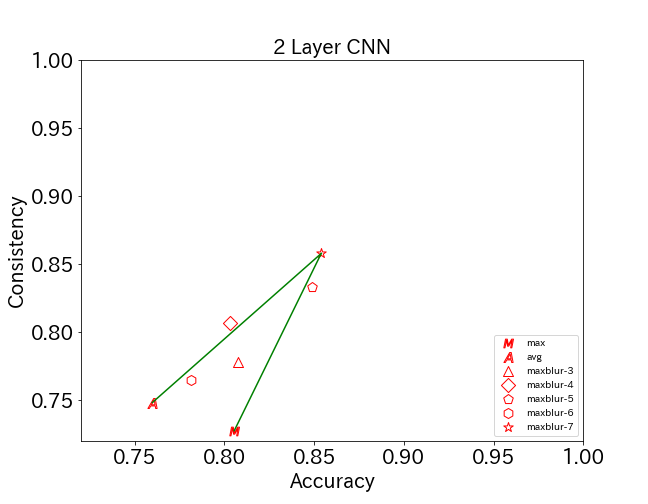 2 Layer CNN
1.00
0.95
0.90
0.85
0.80
0.75
Consistency
M
A
0.75 0.80 0.85 0.90 0.95 1.00
Accuracy
M max
A avg
maxblur-3
maxblur-4
maxblur-5
maxblur-6
maxblur-7